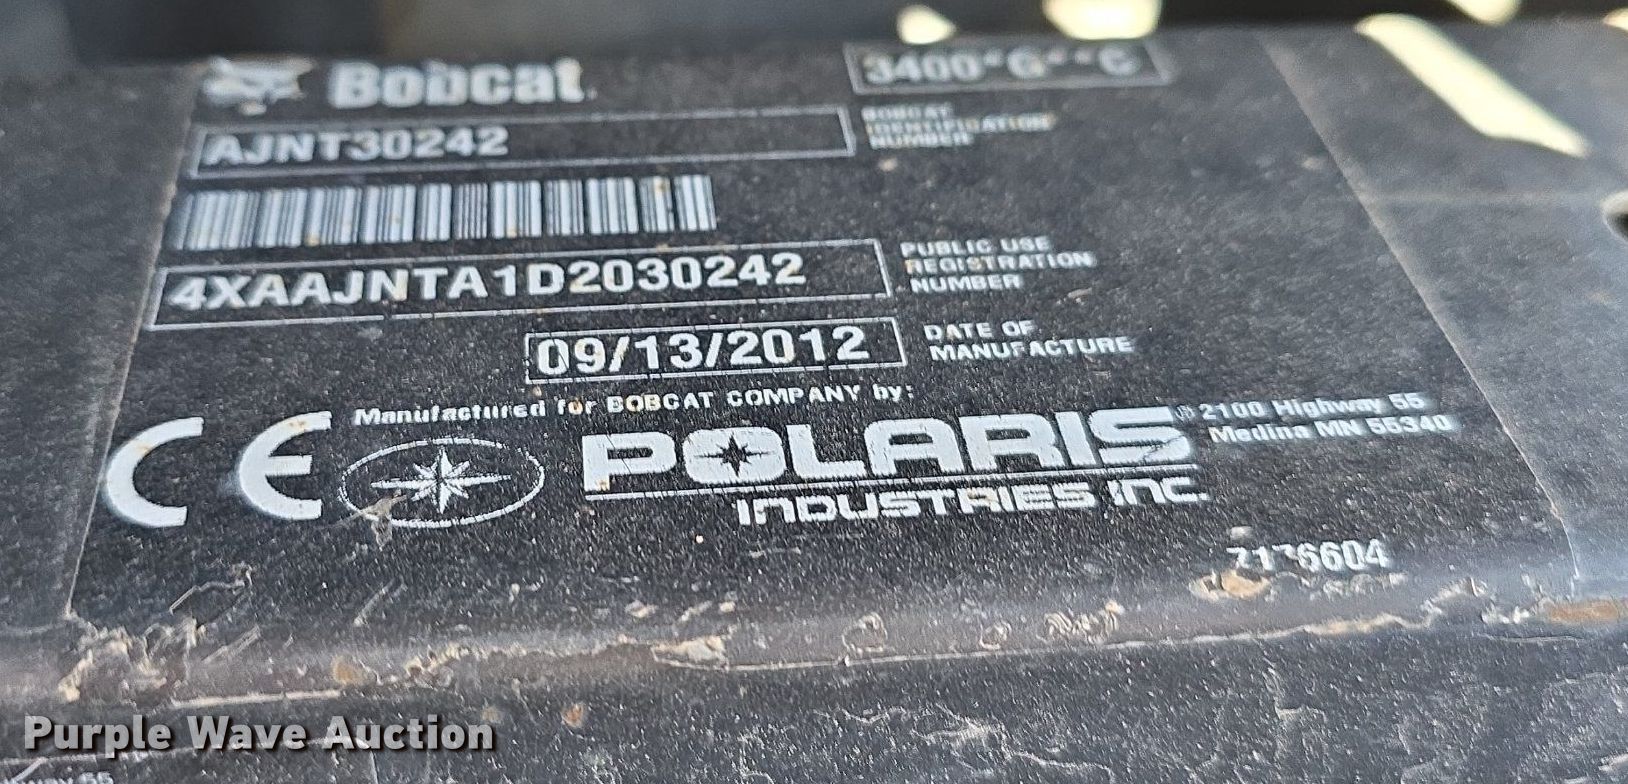 Bobcat
3400*G**C
AJNT30242
BOBCAT
IDENTIFICATION
NUMBER
4XAAJNTA1D2030242
PUBLIC USE
REGISTRATION
NUMBER
09/13/2012
DATE OF
MANUFACTURE
Manufactured for BOBCAT COMPANY by:
CE
POLARIS®
INDUSTRIES INC.
2100 Highway 55
Medina MN 55340
Purple Wave Auction